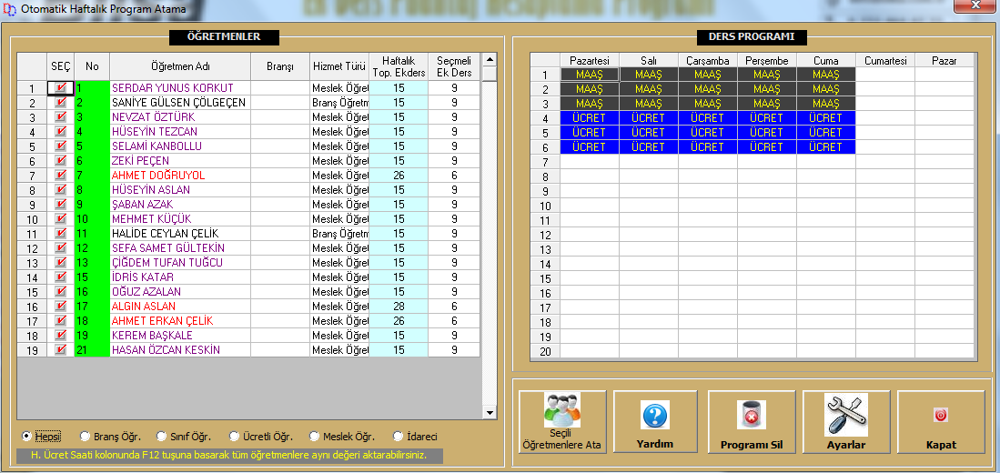 Otomatik Haftalık Program Atama
ÖĞRETMENLER
SEÇ No Öğretmen Adı Branşı Hizmet Türü Haftalık Top. Ekders Seçmeli Ek Ders
1 1 SERDAR YUNUS KORKUT Meslek Öğret 15 9
2 2 SANİYE GÜLSEN ÇÖLGEÇEN Branş Öğretm 15 9
3 3 NEVZAT ÖZTÜRK Meslek Öğret 15 9
4 4 HÜSEYİN TEZCAN Meslek Öğret 15 9
5 5 SELAMİ KANBOLLU Meslek Öğret 15 9
6 6 ZEKİ PEÇEN Meslek Öğret 15 9
7 7 AHMET DOĞRUYOL Meslek Öğret 26 6
8 8 HÜSEYİN ASLAN Meslek Öğret 15 9
9 9 ŞABAN AZAK Meslek Öğret 15 9
10 10 MEHMET KÜÇÜK Meslek Öğret 15 9
11 11 HALİDE CEYLAN ÇELİK Branş Öğretm 15 9
12 12 SEFA SAMET GÜLTEKİN Meslek Öğret 15 9
13 13 ÇİĞDEM TUFAN TUĞCU Meslek Öğret 15 9
14 15 İDRİS KATAR Meslek Öğret 15 9
15 16 OĞUZ AZALAN Meslek Öğret 15 9
16 17 ALGIN ASLAN Meslek Öğret 28 6
17 18 AHMET ERKAN ÇELİK Meslek Öğret 26 6
18 19 KEREM BAŞKALE Meslek Öğret 15 9
19 21 HASAN ÖZCAN KESKİN Meslek Öğret 15 9
Hepsi Branş Öğr. Sınıf Öğr. Ücretli Öğr. Meslek Öğr. İdareci
H. Ücret Saati kolonunda F12 tuşuna basarak tüm öğretmenlere aynı değeri aktarabilirsiniz.
DERS PROGRAMI
Pazartesi Salı Çarşamba Perşembe Cuma Cumartesi Pazar
1 MAAŞ MAAŞ MAAŞ MAAŞ MAAŞ
2 MAAŞ MAAŞ MAAŞ MAAŞ MAAŞ
3 MAAŞ MAAŞ MAAŞ MAAŞ MAAŞ
4 ÜCRET ÜCRET ÜCRET ÜCRET ÜCRET
5 ÜCRET ÜCRET ÜCRET ÜCRET ÜCRET
6 ÜCRET ÜCRET ÜCRET ÜCRET ÜCRET
7
8
9
10
11
12
13
14
15
16
17
18
19
20
Seçili
Öğretmenlere Ata
Yardım
Programı Sil
Ayarlar
Kapat